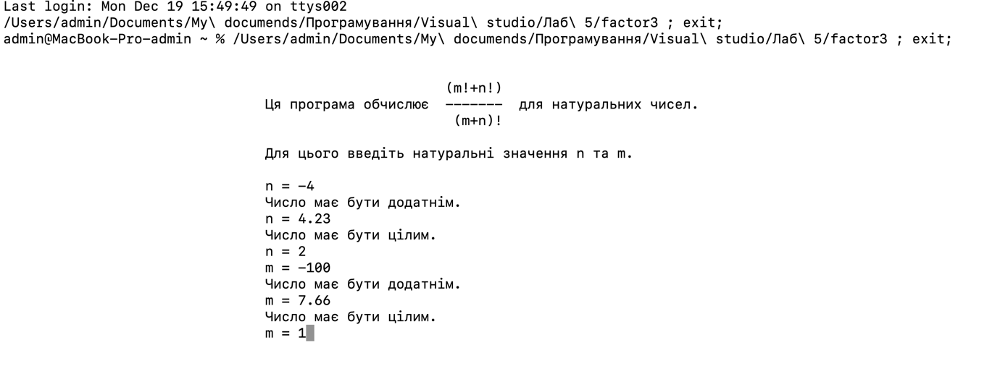 Last login: Mon Dec 19 15:49:49 on ttys002
/Users/admin/Documents/My\ documends/Програмування/Visual\ studio/Лаб\ 5/factor3 ; exit;
admin@MacBook-Pro-admin ~ % /Users/admin/Documents/My\ documends/Програмування/Visual\ studio/Лаб\ 5/factor3 ; exit;
(m!+n!)
Ця програма обчислює ------- для натуральних чисел.
(m+n)!
Для цього введіть натуральні значення n та m.
n = -4
Число має бути додатнім.
n = 4.23
Число має бути цілим.
n = 2
m = -100
Число має бути додатнім.
m = 7.66
Число має бути цілим.
m = 1